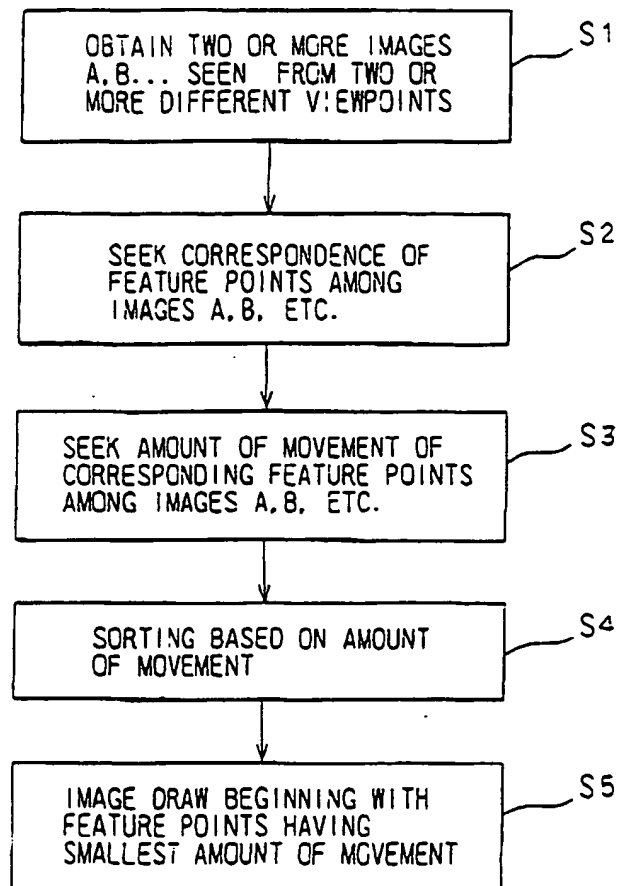 OBTAIN TWO OR MORE IMAGES
A.B... SEEN FROM TWO OR
MORE DIFFERENT VIEWPOINTS
S1
SEEK CORRESPONDENCE OF
FEATURE POINTS AMONG
IMAGES A.B. ETC.
S2
SEEK AMOUNT OF MOVEMENT OF
CORRESPONDING FEATURE POINTS
AMONG IMAGES A.B. ETC.
S3
SORTING BASED ON AMOUNT
OF MOVEMENT
S4
IMAGE DRAW BEGINNING WITH
FEATURE POINTS HAVING
SMALLEST AMOUNT OF MOVEMENT
S5